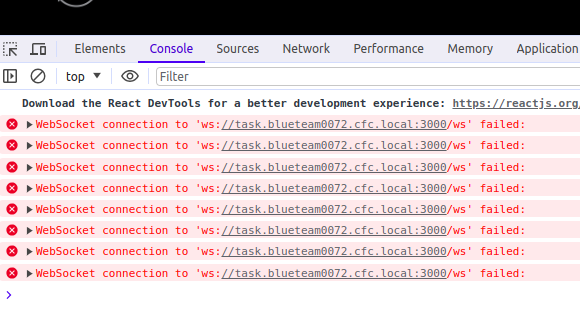 Elements Console Sources Network Performance Memory Application
top Filter
Download the React DevTools for a better development experience: https://reactjs.org/
WebSocket connection to 'ws://task.blueteam0072.cfc.local:3000/ws' failed:
WebSocket connection to 'ws://task.blueteam0072.cfc.local:3000/ws' failed:
WebSocket connection to 'ws://task.blueteam0072.cfc.local:3000/ws' failed:
WebSocket connection to 'ws://task.blueteam0072.cfc.local:3000/ws' failed:
WebSocket connection to 'ws://task.blueteam0072.cfc.local:3000/ws' failed:
WebSocket connection to 'ws://task.blueteam0072.cfc.local:3000/ws' failed:
WebSocket connection to 'ws://task.blueteam0072.cfc.local:3000/ws' failed:
WebSocket connection to 'ws://task.blueteam0072.cfc.local:3000/ws' failed: